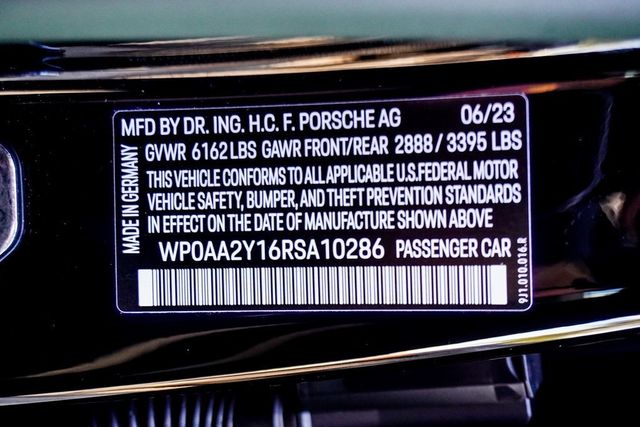 MFD BY DR. ING. H.C. F. PORSCHE AG 06/23
GVWR 6162 LBS GAWR FRONT/REAR 2888/3395 LBS
THIS VEHICLE CONFORMS TO ALL APPLICABLE U.S. FEDERAL MOTOR
VEHICLE SAFETY, BUMPER, AND THEFT PREVENTION STANDARDS
IN EFFECT ON THE DATE OF MANUFACTURE SHOWN ABOVE
MADE IN GERMANY
WP0AA2Y16RSA10286 PASSENGER CAR
9J1.010.016.R